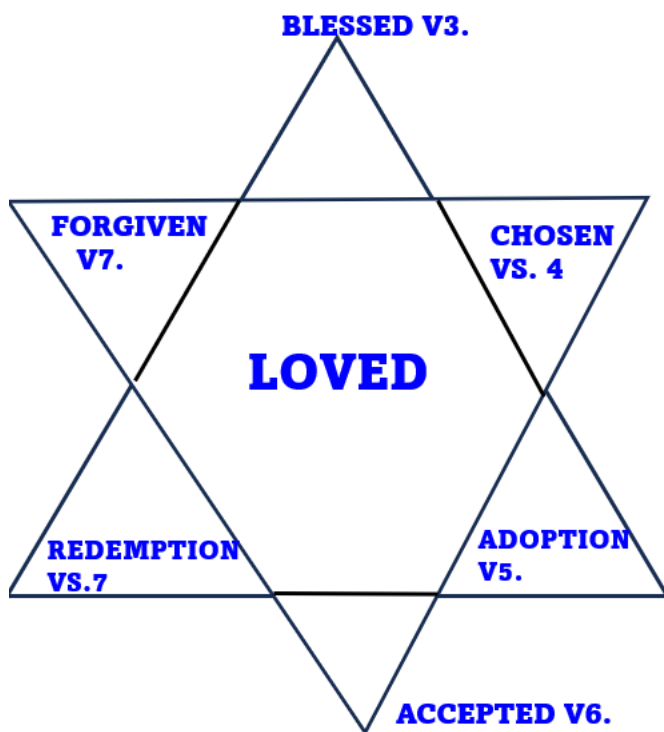 BLESSED V3.
FORGIVEN
V7.
CHOSEN
VS. 4
LOVED
REDEMPTION
VS.7
ADOPTION
V5.
ACCEPTED V6.